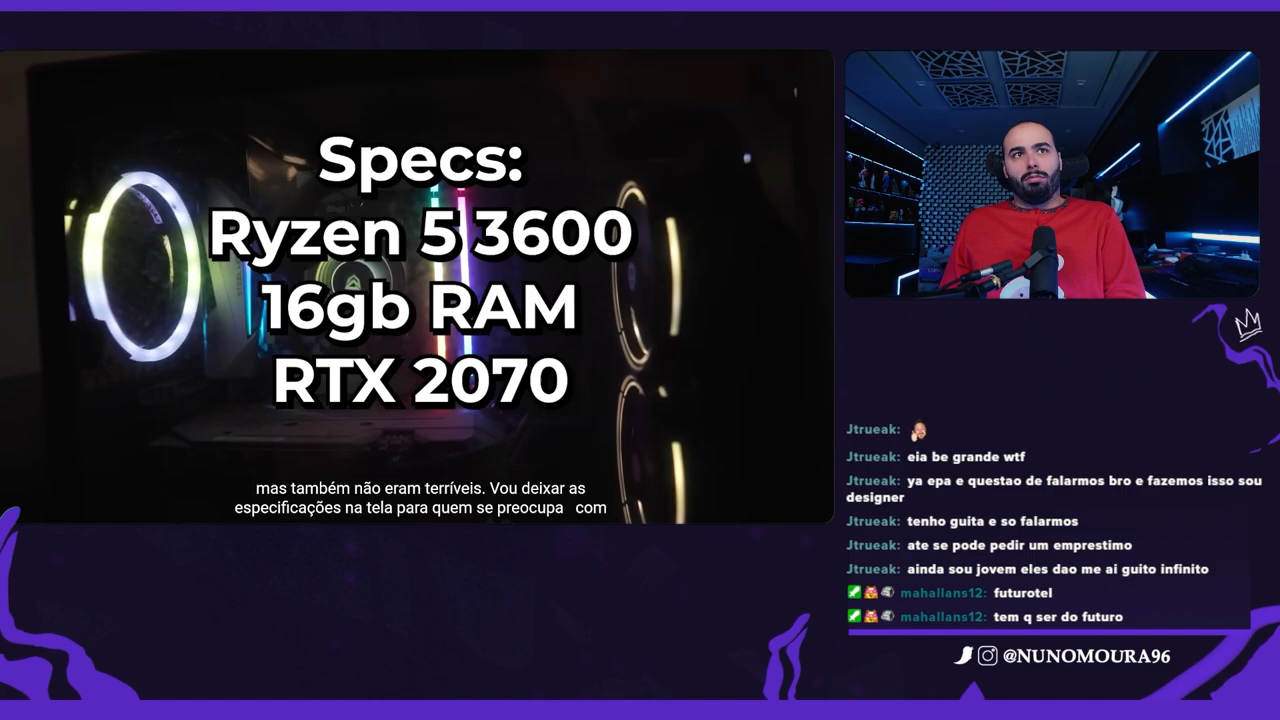 Specs:
Ryzen 5 3600
16gb RAM
RTX 2070
mas também não eram terríveis. Vou deixar as
especificações na tela para quem se preocupa com
Jtrueak:
Jtrueak: eia be grande wtf
Jtrueak: ya epa e questao de falarmos bro e fazemos isso sou
designer
Jtrueak: tenho guita e so falarmos
Jtrueak: ate se pode pedir um emprestimo
Jtrueak: ainda sou jovem eles dao me ai guito infinito
mahallans12: futurotel
mahallans12: tem q ser do futuro
@NUNOMOURA96